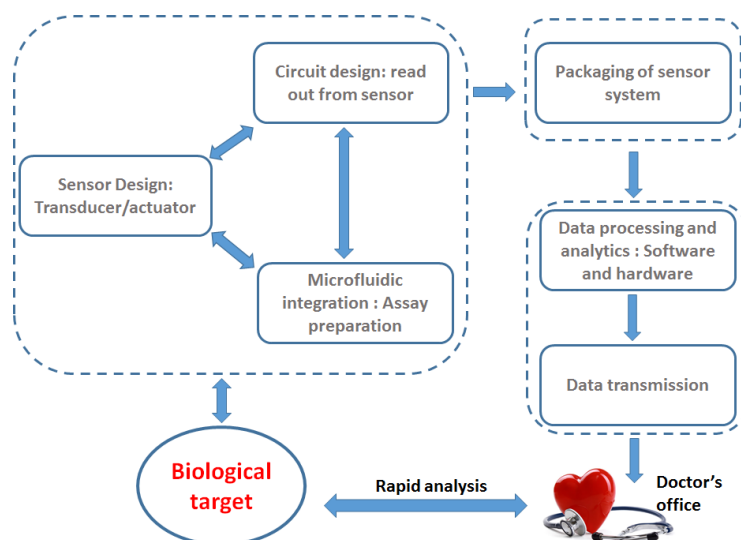 Circuit design: read
out from sensor
Packaging of sensor
system
Sensor Design:
Transducer/actuator
Data processing and
analytics : Software
and hardware
Microfluidic
integration : Assay
preparation
Data transmission
Biological
target
Rapid analysis
Doctor's
office